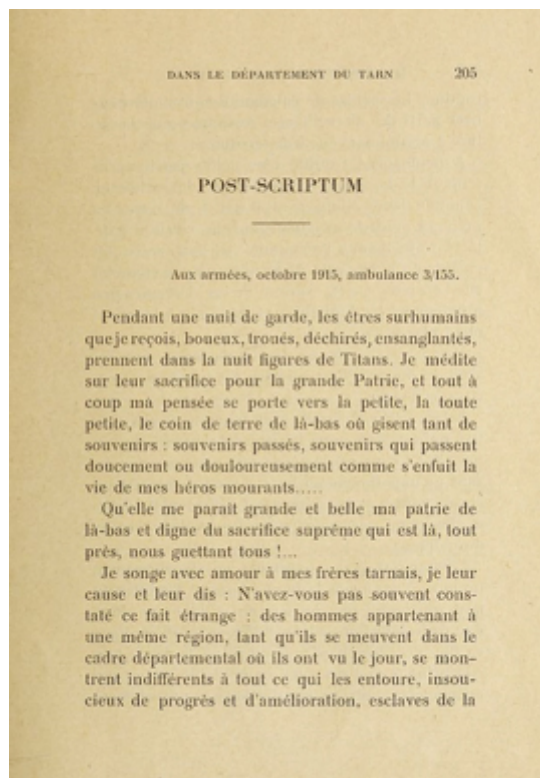 DANS LE DÉPARTEMENT DU TARN 205
POST-SCRIPTUM
Aux armées, octobre 1915, ambulance 3/155.
Pendant une nuit de garde, les êtres surhumains
que je reçois, boueux, troués, déchirés, ensanglantés,
prennent dans la nuit figures de Titans. Je médite
sur leur sacrifice pour la grande Patrie, et tout à
coup ma pensée se porte vers la petite, la toute
petite, le coin de terre de là-bas où gisent tant de
souvenirs : souvenirs passés, souvenirs qui passent
doucement ou douloureusement comme s'enfuit la
vie de mes héros mourants.....
Qu'elle me paraît grande et belle ma patrie de
là-bas et digne du sacrifice suprême qui est là, tout
près, nous guettant tous !...
Je songe avec amour à mes frères tarnais, je leur
cause et leur dis : N'avez-vous pas souvent cons-
taté ce fait étrange : des hommes appartenant à
une même région, tant qu'ils se meuvent dans le
cadre départemental où ils ont vu le jour, se mon-
trent indifférents à tout ce qui les entoure, insou-
cieux de progrès et d'amélioration, esclaves de la